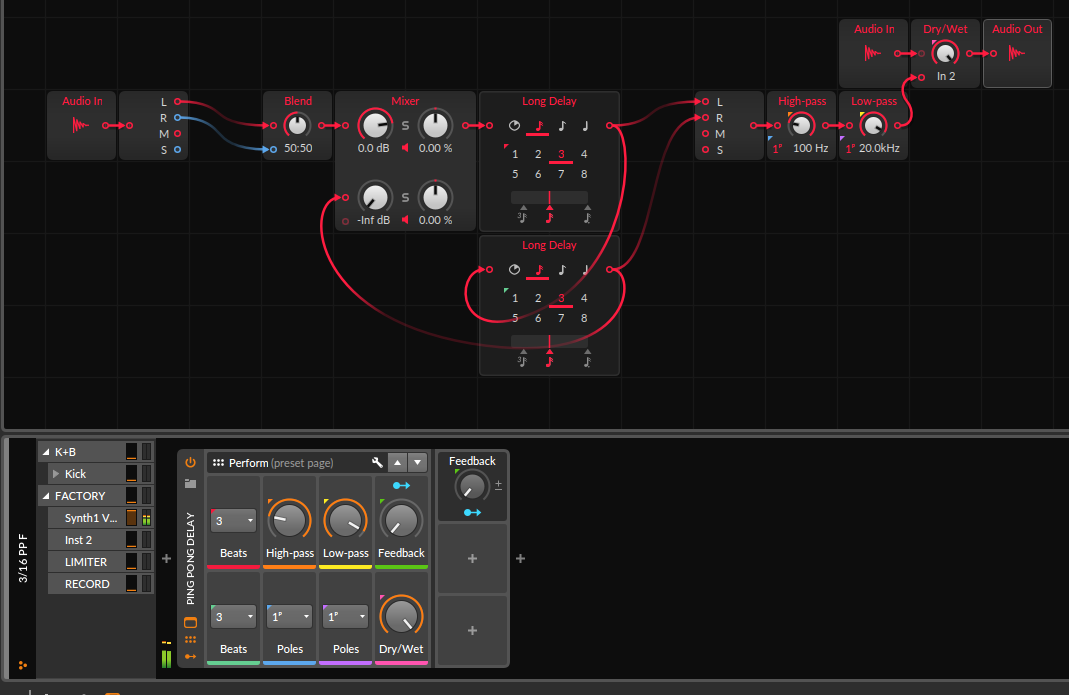 Audio In Dry/Wet Audio Out
In 2
Audio In L Blend Mixer Long Delay L High-pass Low-pass
R R
M S M
S 50:50 0.0 dB 0.00 % S 1P 100 Hz 1P 20.0kHz
1 2 3 4
5 6 7 8
S
-Inf dB 0.00 %
3
Long Delay
1 2 3 4
5 6 7 8
3
K+B
Kick
FACTORY
Synth1 V...
Inst 2
LIMITER
RECORD
3/16 PP F
PING PONG DELAY
Perform (preset page)
Feedback
3
Beats High-pass Low-pass Feedback
3 1P 1P
Beats Poles Poles Dry/Wet